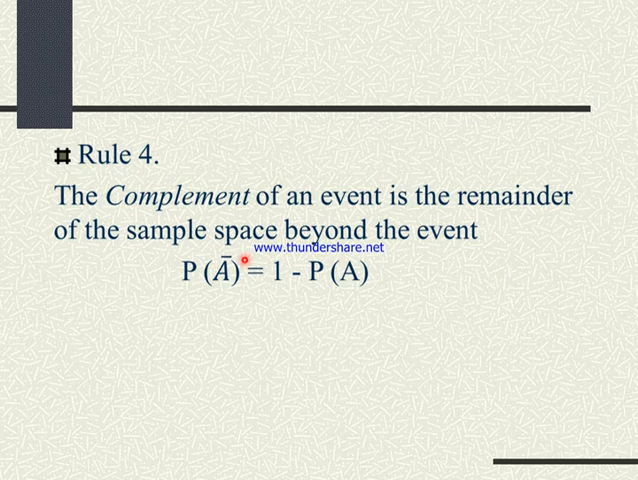 Rule 4.
The Complement of an event is the remainder
of the sample space beyond the event
www.thundershare.net
P (Ā) = 1 - P (A)